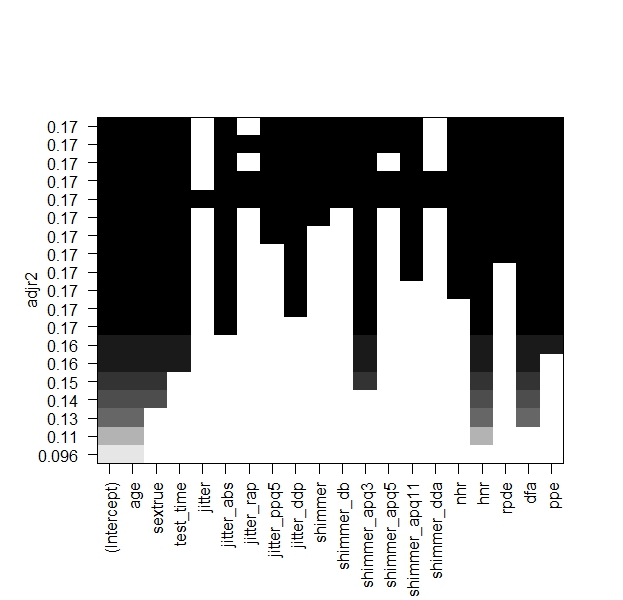 adjr2
0.17
0.17
0.17
0.17
0.17
0.17
0.17
0.17
0.17
0.17
0.17
0.17
0.16
0.16
0.15
0.14
0.13
0.11
0.096
(Intercept)
age
sextrue
test_time
jitter
jitter_abs
jitter_rap
jitter_ppq5
jitter_ddp
shimmer
shimmer_db
shimmer_apq3
shimmer_apq5
shimmer_apq11
shimmer_dda
nhr
hnr
rpde
dfa
ppe